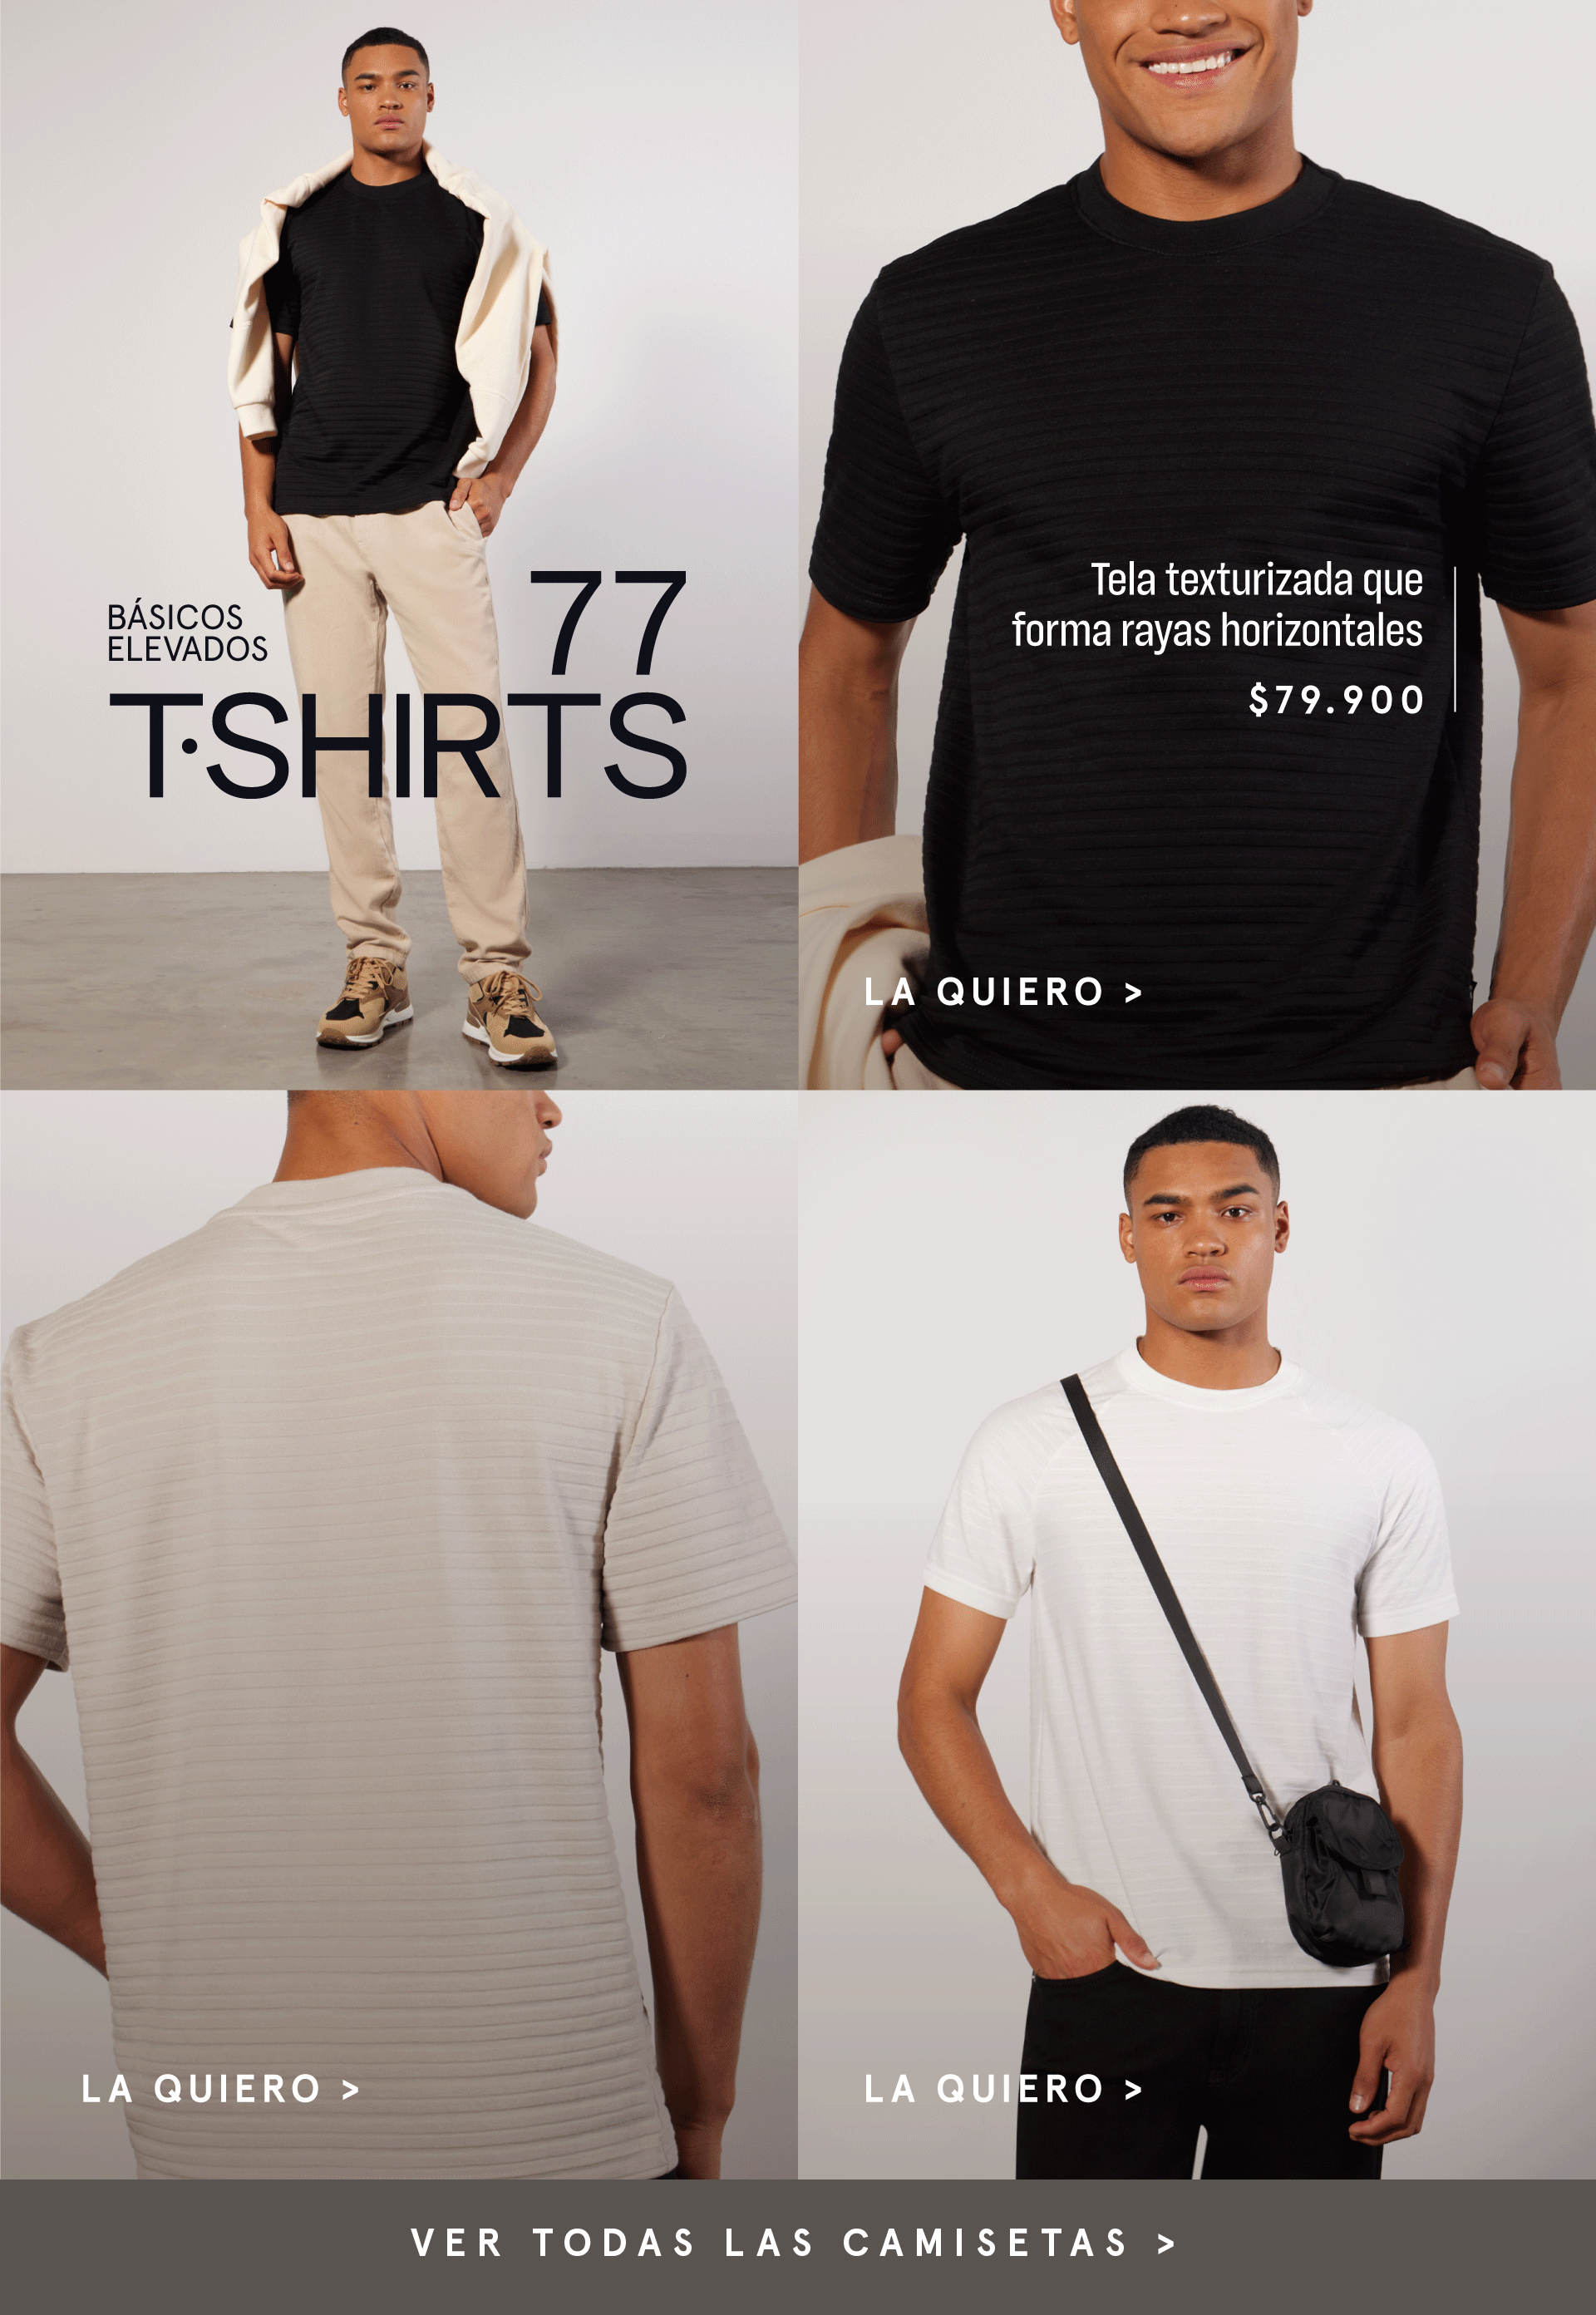 BÁSICOS
ELEVADOS
77
T·SHIRTS
Tela texturizada que
forma rayas horizontales
$79.900
LA QUIERO >
LA QUIERO >
LA QUIERO >
VER TODAS LAS CAMISETAS >